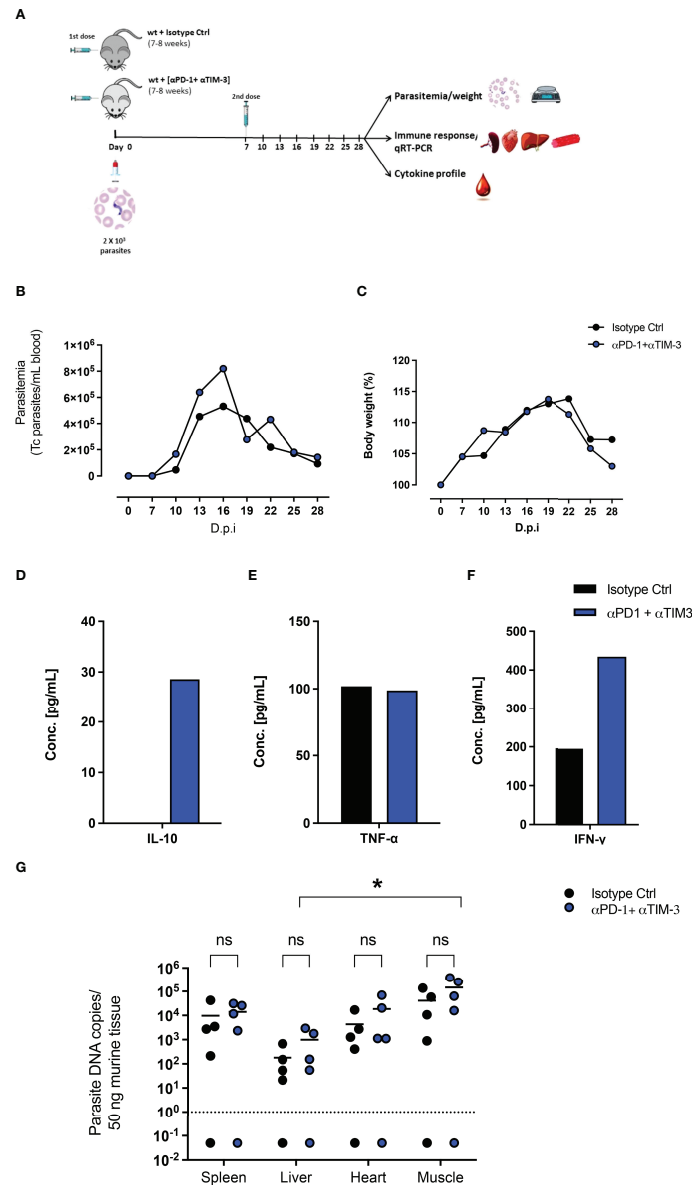 A
1st dose
wt + Isotype Ctrl
(7-8 weeks)
wt + [αPD-1+ αTIM-3]
(7-8 weeks)
2nd dose
Day 0
7 10 13 16 19 22 25 28
2 X 10³
parasites
Parasitemia/weight
Immune response/
qRT-PCR
Cytokine profile
B
Parasitemia
(Tc parasites/mL blood)
1×10⁶
8×10⁵
6×10⁵
4×10⁵
2×10⁵
0
0 7 10 13 16 19 22 25 28
D.p.i
C
Isotype Ctrl
αPD-1+αTIM-3
Body weight (%)
120
115
110
105
100
0 7 10 13 16 19 22 25 28
D.p.i
D
Conc. [pg/mL]
40
30
20
10
0
IL-10
E
Conc. [pg/mL]
150
100
50
0
TNF-α
F
Isotype Ctrl
αPD1 + αTIM3
Conc. [pg/mL]
500
400
300
200
100
0
IFN-γ
G
*
Isotype Ctrl
αPD-1+ αTIM-3
ns ns ns ns
Parasite DNA copies/
50 ng murine tissue
10⁶
10⁵
10⁴
10³
10²
10¹
10⁰
10⁻¹
10⁻²
Spleen Liver Heart Muscle